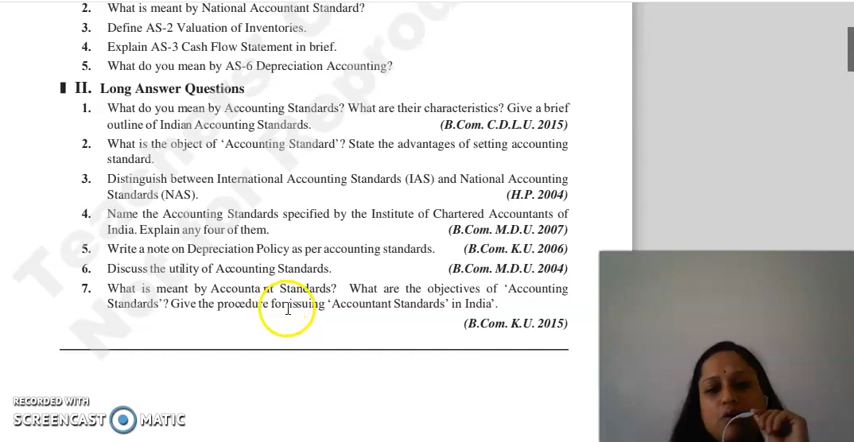 2. What is meant by National Accountant Standard?
3. Define AS-2 Valuation of Inventories.
4. Explain AS-3 Cash Flow Statement in brief.
5. What do you mean by AS-6 Depreciation Accounting?
II. Long Answer Questions
1. What do you mean by Accounting Standards? What are their characteristics? Give a brief
outline of Indian Accounting Standards. (B.Com. C.D.L.U. 2015)
2. What is the object of ‘Accounting Standard’? State the advantages of setting accounting
standard.
3. Distinguish between International Accounting Standards (IAS) and National Accounting
Standards (NAS). (H.P. 2004)
4. Name the Accounting Standards specified by the Institute of Chartered Accountants of
India. Explain any four of them. (B.Com. M.D.U. 2007)
5. Write a note on Depreciation Policy as per accounting standards. (B.Com. K.U. 2006)
6. Discuss the utility of Accounting Standards. (B.Com. M.D.U. 2004)
7. What is meant by Accountant Standards? What are the objectives of ‘Accounting
Standards’? Give the procedure for issuing ‘Accountant Standards’ in India’.
(B.Com. K.U. 2015)
RECORDED WITH
SCREENCAST MATIC